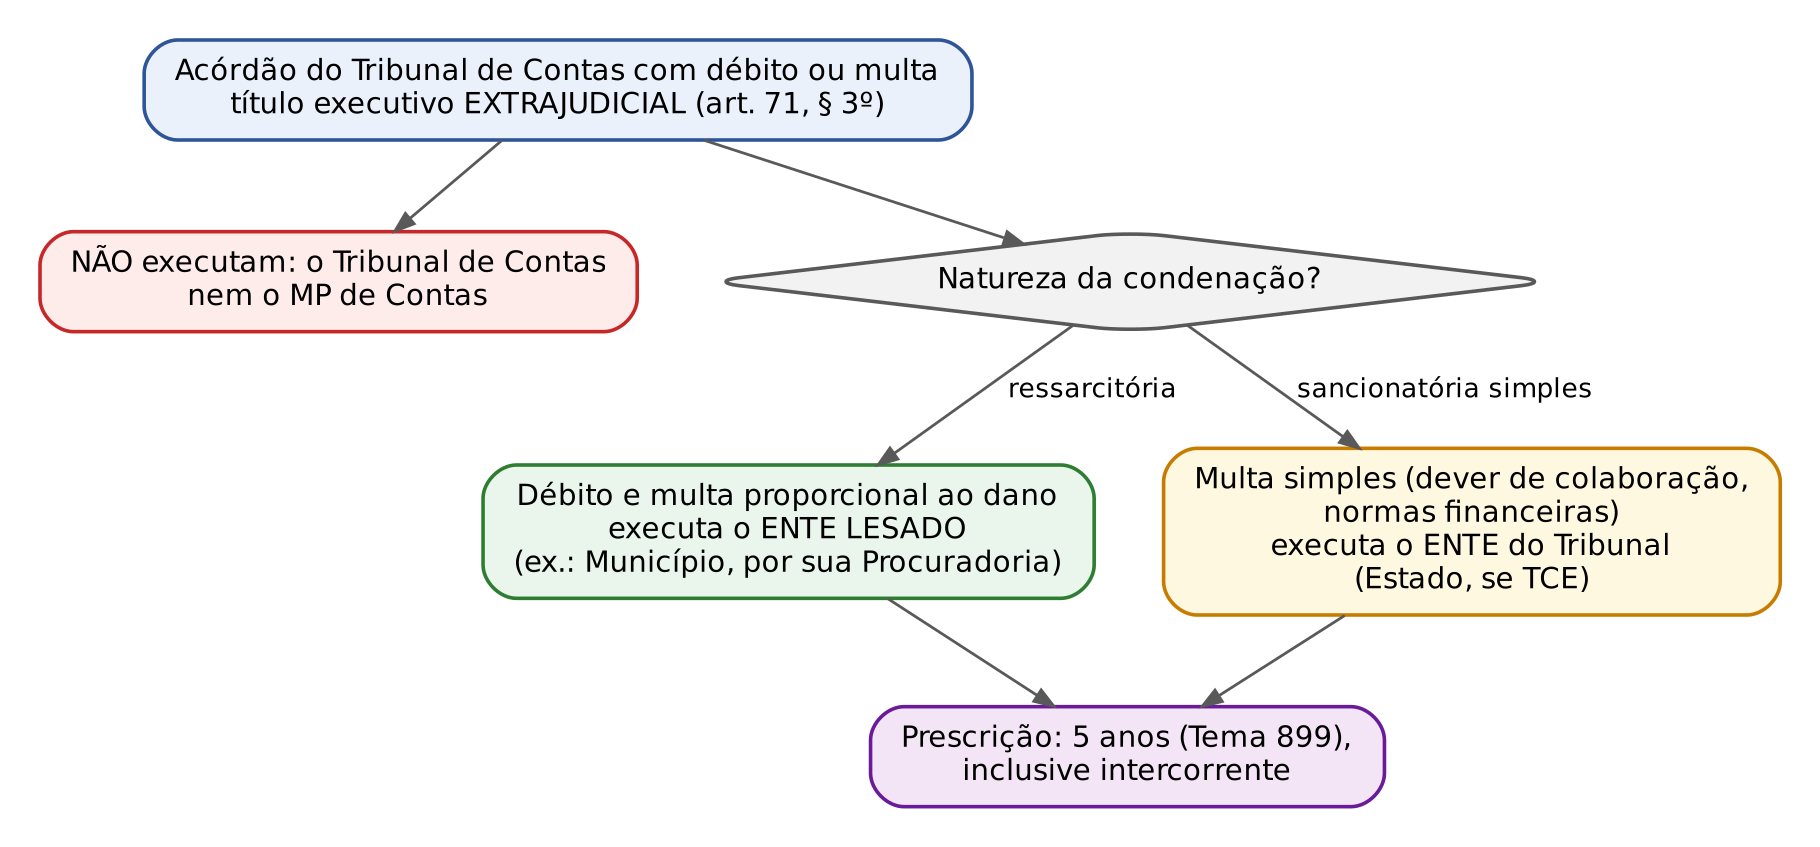 Acórdão do Tribunal de Contas com débito ou multa
título executivo EXTRAJUDICIAL (art. 71, § 3º)
NÃO executam: o Tribunal de Contas
nem o MP de Contas
Natureza da condenação?
ressarcitória
sancionatória simples
Débito e multa proporcional ao dano
executa o ENTE LESADO
(ex.: Município, por sua Procuradoria)
Multa simples (dever de colaboração,
normas financeiras)
executa o ENTE do Tribunal
(Estado, se TCE)
Prescrição: 5 anos (Tema 899),
inclusive intercorrente